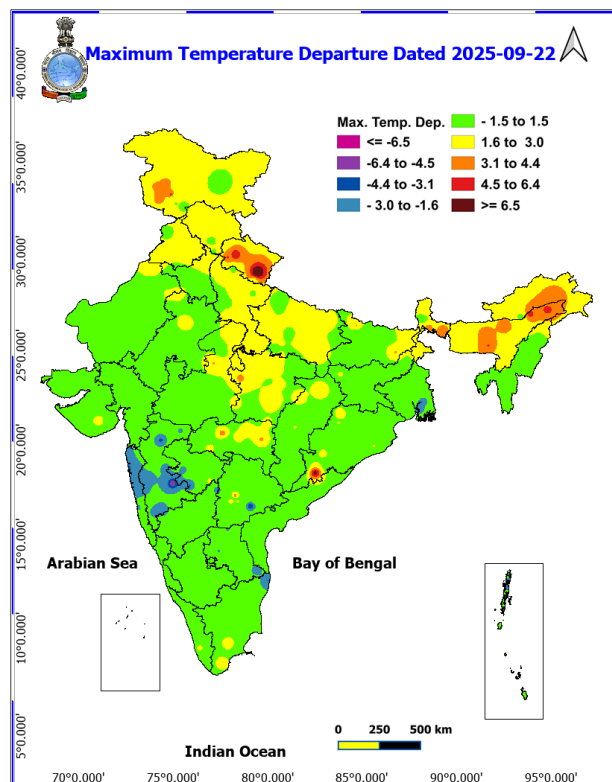 Maximum Temperature Departure Dated 2025-09-22
Max. Temp. Dep.
<= -6.5
-6.4 to -4.5
-4.4 to -3.1
- 3.0 to -1.6
- 1.5 to 1.5
1.6 to 3.0
3.1 to 4.4
4.5 to 6.4
>= 6.5
40°0.000'
35°0.000'
30°0.000'
25°0.000'
20°0.000'
15°0.000'
10°0.000'
5°0.000'
Arabian Sea
Bay of Bengal
Indian Ocean
0 250 500 km
70°0.000' 75°0.000' 80°0.000' 85°0.000' 90°0.000' 95°0.000'